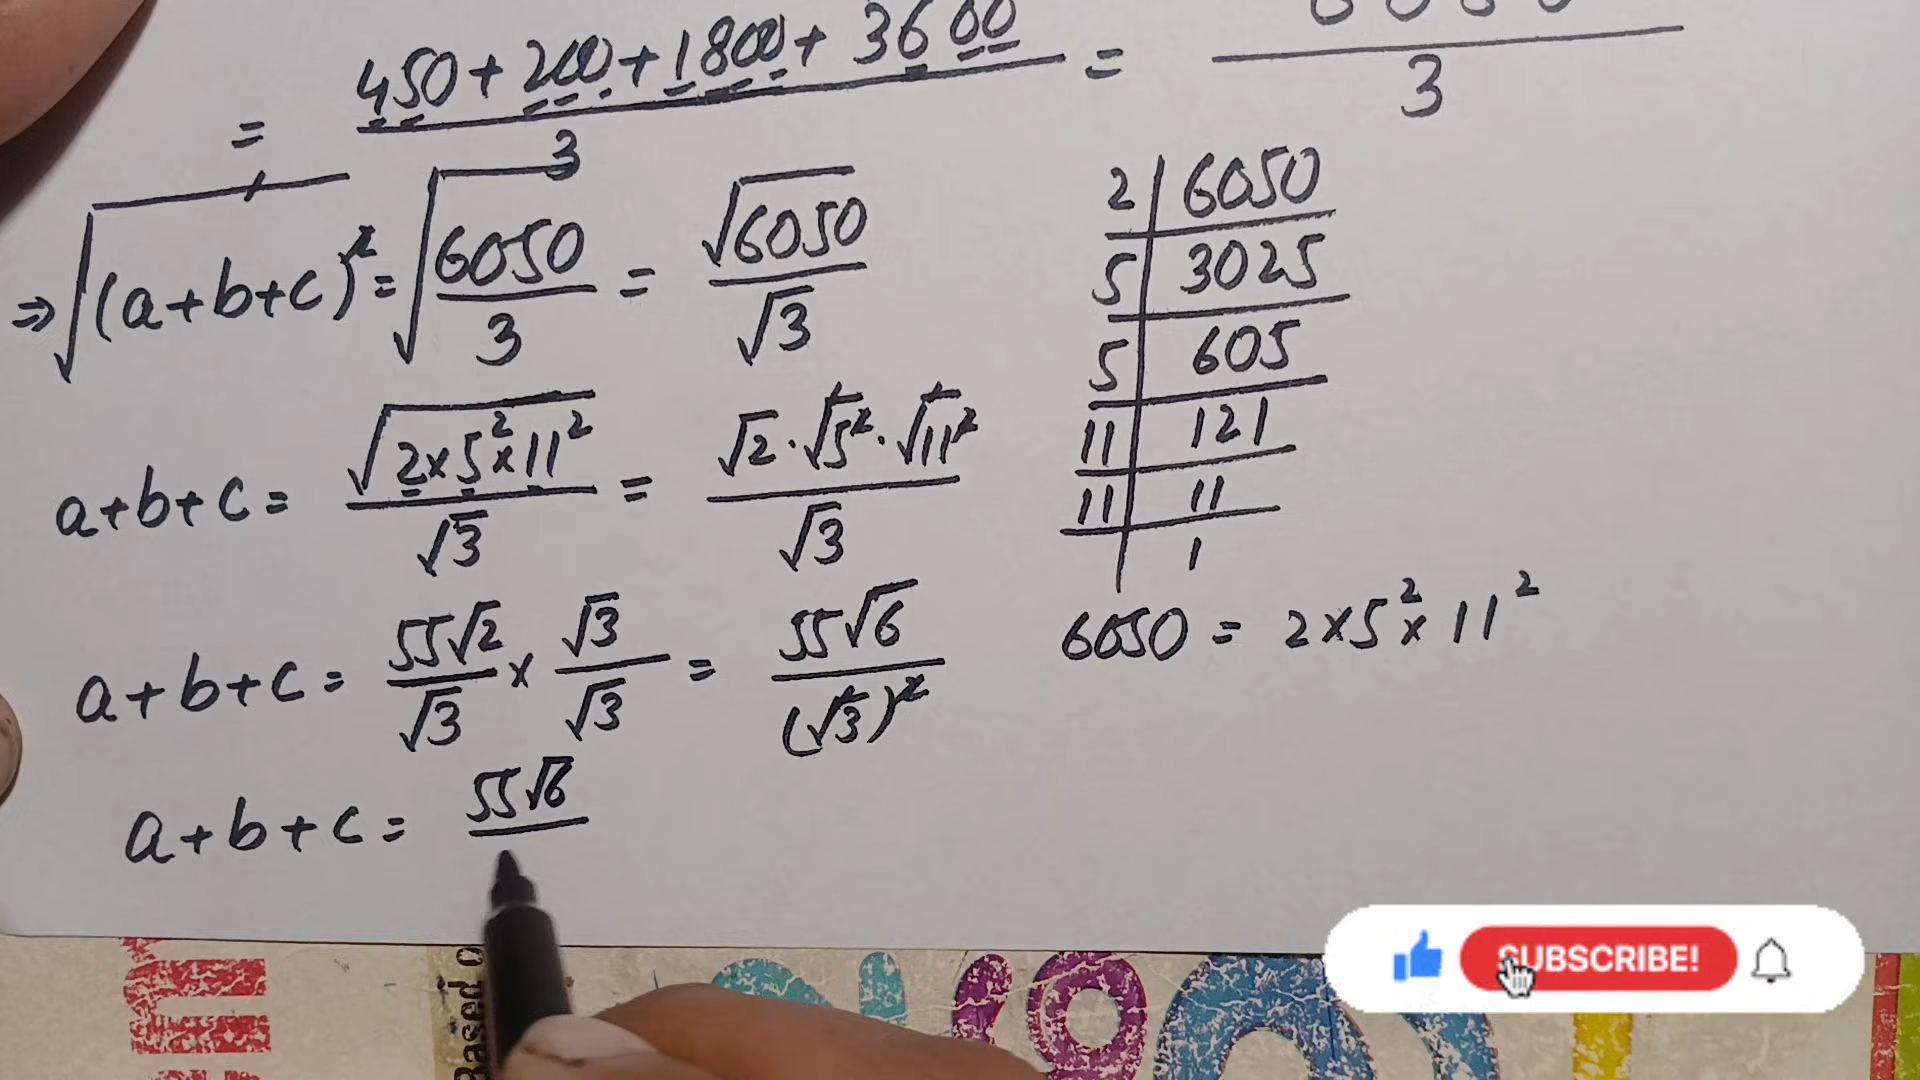 = (450 + 200 + 1800 + 3600) / 3 = 6050 / 3
⇒ √(a+b+c)² = √(6050/3) = √6050 / √3
a+b+c = √(2×5²×11²) / √3 = √2 · √5² · √11² / √3
a+b+c = 55√2 / √3 × √3 / √3 = 55√6 / (√3)²
a+b+c = 55√6
2 | 6050
5 | 3025
5 | 605
11 | 121
11 | 11
| 1
6050 = 2×5²×11²
Based o
SUBSCRIBE!